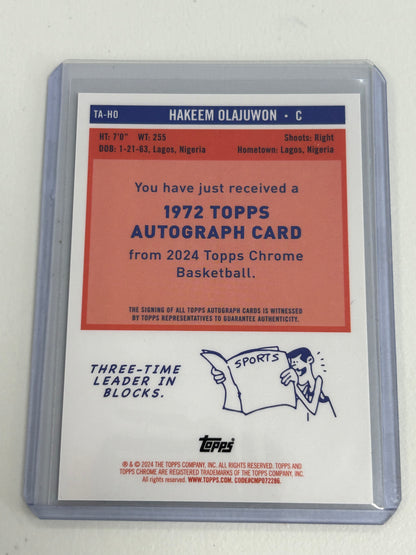 TA-HO HAKEEM OLAJUWON • C
HT: 7'0" WT: 255 Shoots: Right
DOB: 1-21-63, Lagos, Nigeria Hometown: Lagos, Nigeria
You have just received a
1972 TOPPS
AUTOGRAPH CARD
from 2024 Topps Chrome
Basketball.
THE SIGNING OF ALL TOPPS AUTOGRAPH CARDS IS WITNESSED
BY TOPPS REPRESENTATIVES TO GUARANTEE AUTHENTICITY.
THREE-TIME
LEADER IN
BLOCKS.
SPORTS
Topps
® & © 2024 THE TOPPS COMPANY, INC. ALL RIGHTS RESERVED. TOPPS AND
TOPPS CHROME ARE REGISTERED TRADEMARKS OF THE TOPPS COMPANY, INC.
All rights reserved. WWW.TOPPS.COM. CODE#CMP072286.